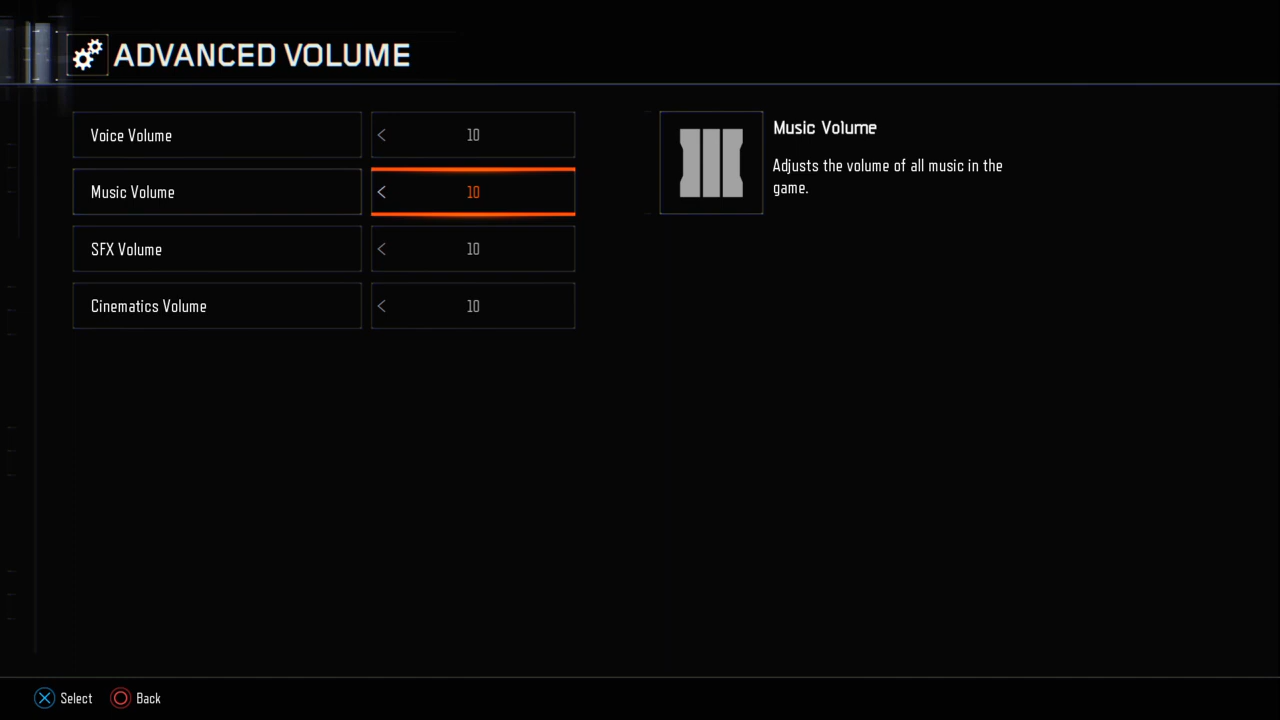 ADVANCED VOLUME
Voice Volume < 10
Music Volume < 10
SFX Volume < 10
Cinematics Volume < 10
Music Volume
Adjusts the volume of all music in the
game.
Select Back